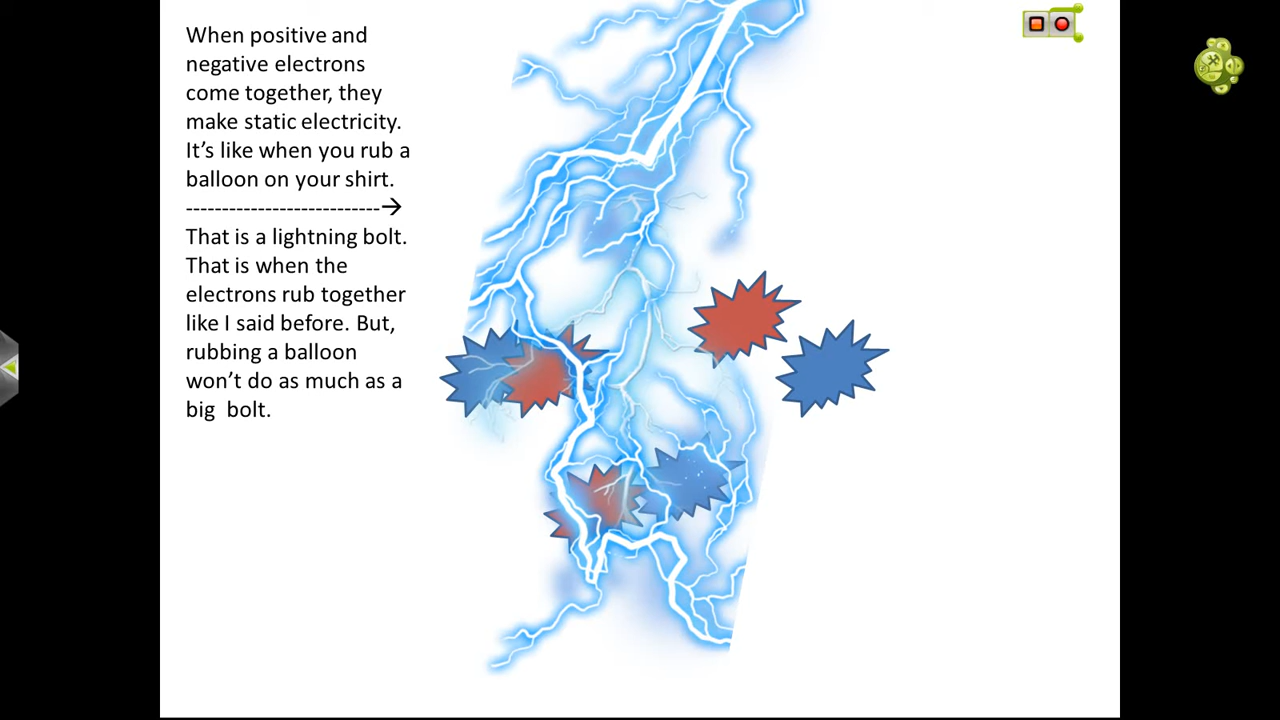 When positive and
negative electrons
come together, they
make static electricity.
It’s like when you rub a
balloon on your shirt.
---------------------------→
That is a lightning bolt.
That is when the
electrons rub together
like I said before. But,
rubbing a balloon
won’t do as much as a
big  bolt.